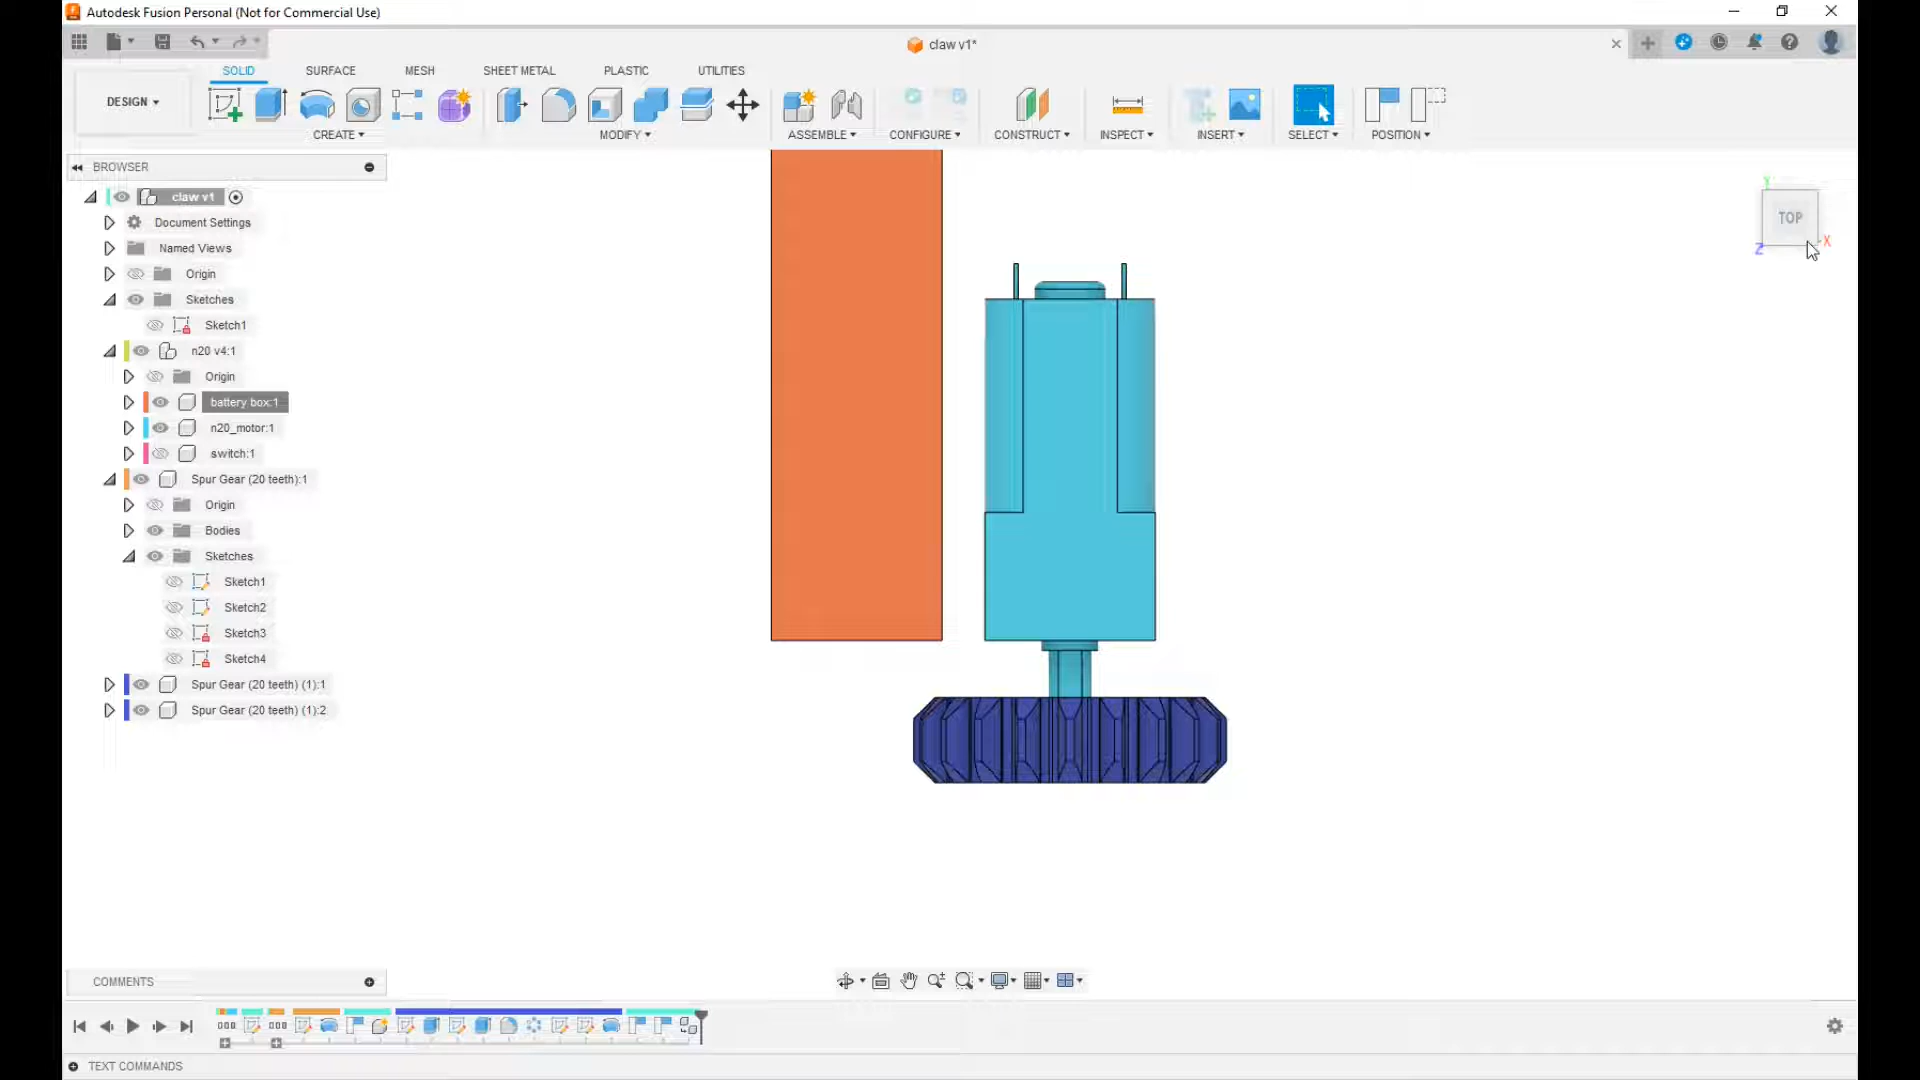 Autodesk Fusion Personal (Not for Commercial Use)
claw v1*
SOLID SURFACE MESH SHEET METAL PLASTIC UTILITIES
DESIGN
CREATE MODIFY ASSEMBLE CONFIGURE CONSTRUCT INSPECT INSERT SELECT POSITION
BROWSER
claw v1
Document Settings
Named Views
Origin
Sketches
Sketch1
n20 v4:1
Origin
battery box:1
n20_motor:1
switch:1
Spur Gear (20 teeth):1
Origin
Bodies
Sketches
Sketch1
Sketch2
Sketch3
Sketch4
Spur Gear (20 teeth) (1):1
Spur Gear (20 teeth) (1):2
Y
TOP
Z X
COMMENTS
TEXT COMMANDS